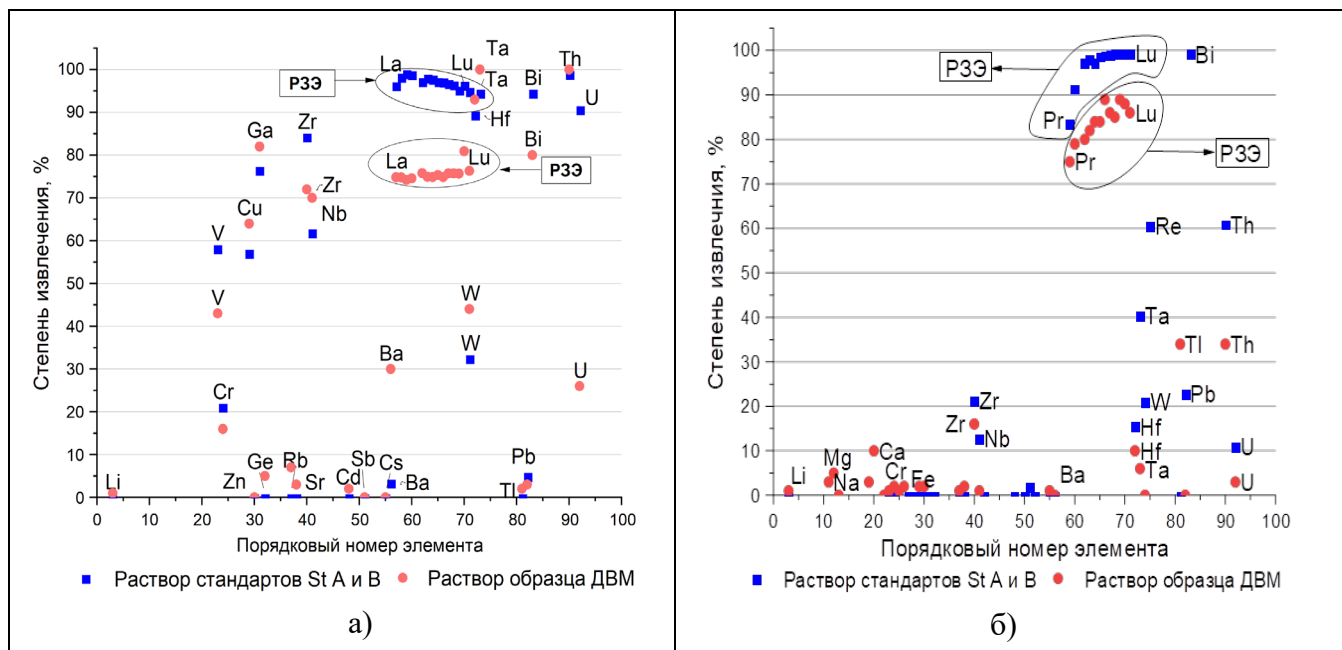 Степень извлечения, %
100
90
80
70
60
50
40
30
20
10
0
0 10 20 30 40 50 60 70 80 90 100
Порядковый номер элемента
Ta
La Lu Th
РЗЭ Ta Bi
Zr Hf U
Ga
La Lu Bi
РЗЭ
Cu Zr
Nb
V
V W
W
Ba
U
Cr
Ge Rb Sb Cs Pb
Li Zn Sr Cd Ba Tl
Раствор стандартов St А и В Раствор образца ДВМ
а)
Степень извлечниия, %
100
90
80
70
60
50
40
30
20
10
0
0 10 20 30 40 50 60 70 80 90 100
Порядковый номер элемента
РЗЭ Lu Bi
Pr Lu
Pr РЗЭ
Re Th
Ta
Tl Th
Zr W Pb
Zr Nb Hf
Ca Hf U
Mg Ta
Li Na Cr Fe Ba U
Раствор стандартов St А и В Раствор образца ДВМ
б)